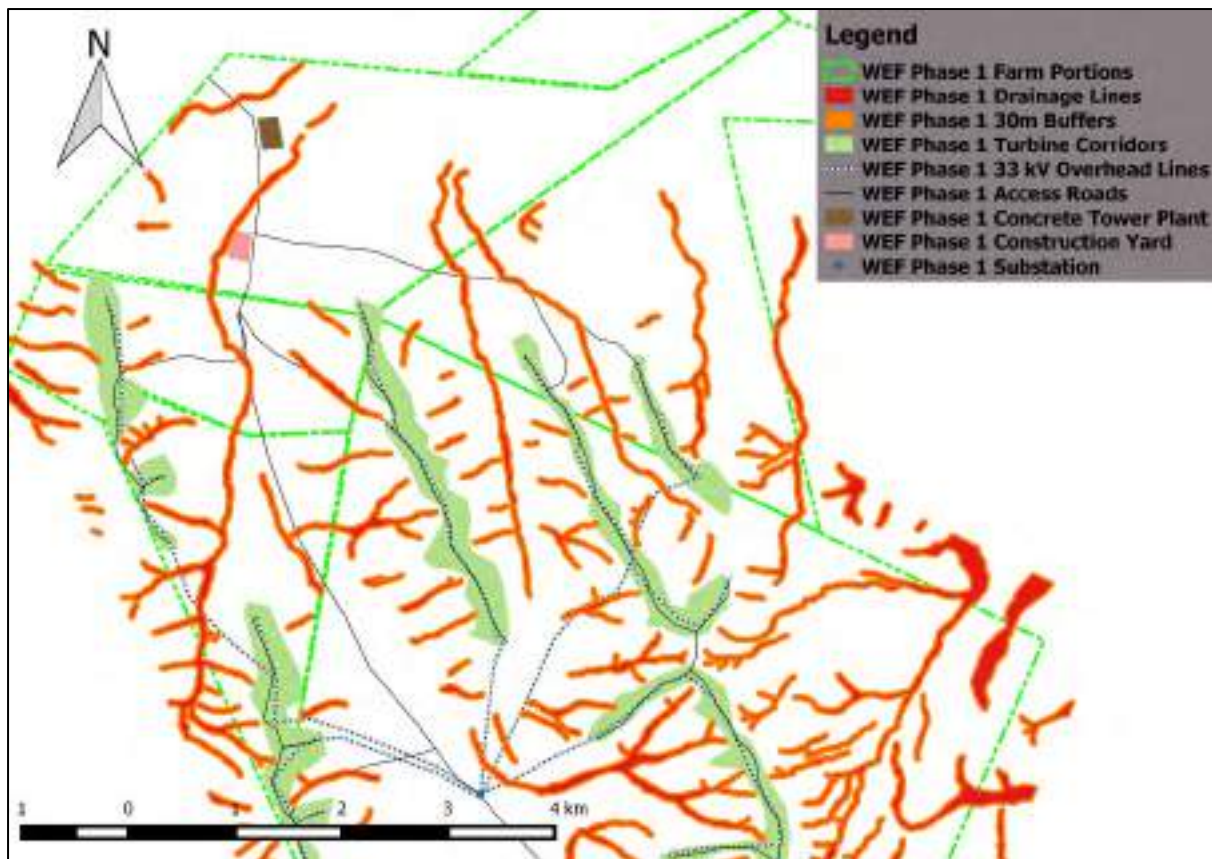 N
Legend
WEF Phase 1 Farm Portions
WEF Phase 1 Drainage Lines
WEF Phase 1 30m Buffers
WEF Phase 1 Turbine Corridors
WEF Phase 1 33 kV Overhead Lines
WEF Phase 1 Access Roads
WEF Phase 1 Concrete Tower Plant
WEF Phase 1 Construction Yard
WEF Phase 1 Substation
1 0 1 2 3 4 km